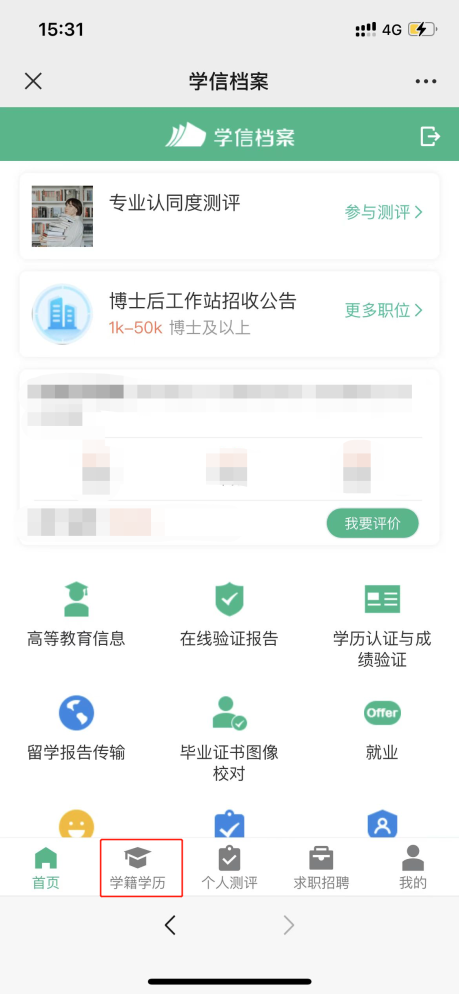 15:31
4G
学信档案
学信档案
专业认同度测评
参与测评
博士后工作站招收公告
1k-50k 博士及以上
更多职位
我要评价
高等教育信息
在线验证报告
学历认证与成
绩验证
留学报告传输
毕业证书图像
校对
Offer
就业
首页
学籍学历
个人测评
求职招聘
我的